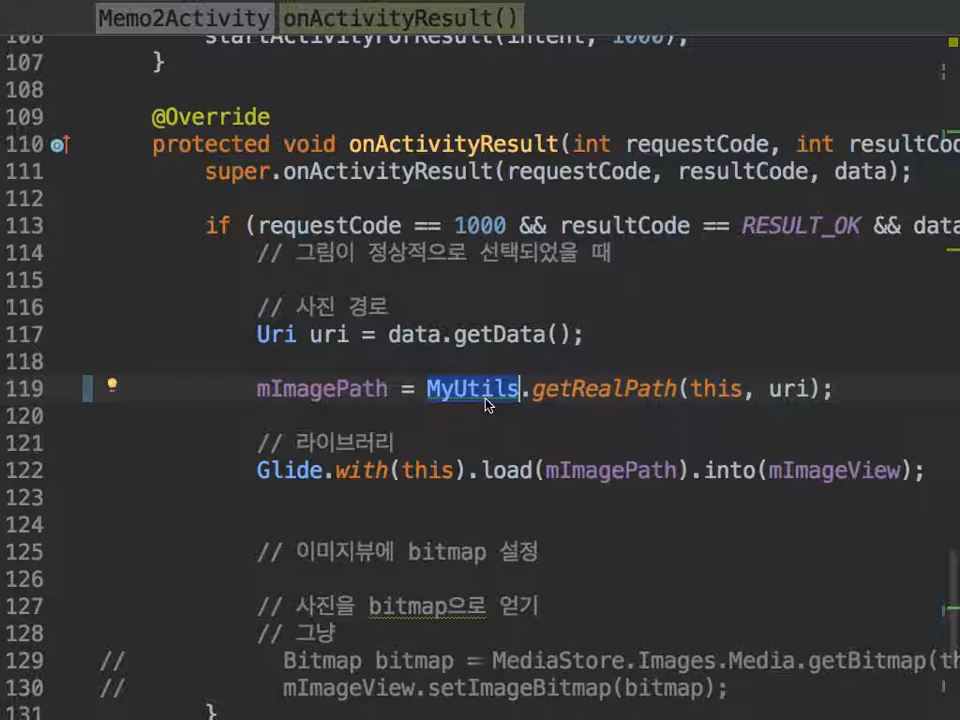 Memo2Activity onActivityResult()
106 startActivityForResult(intent, 1000);
107 }
108
109 @Override
110 protected void onActivityResult(int requestCode, int resultCo
111 super.onActivityResult(requestCode, resultCode, data);
112
113 if (requestCode == 1000 && resultCode == RESULT_OK && data
114 // 그림이 정상적으로 선택되었을 때
115
116 // 사진 경로
117 Uri uri = data.getData();
118
119 mImagePath = MyUtils.getRealPath(this, uri);
120
121 // 라이브러리
122 Glide.with(this).load(mImagePath).into(mImageView);
123
124
125 // 이미지뷰에 bitmap 설정
126
127 // 사진을 bitmap으로 얻기
128 // 그냥
129 // Bitmap bitmap = MediaStore.Images.Media.getBitmap(th
130 // mImageView.setImageBitmap(bitmap);
131 }